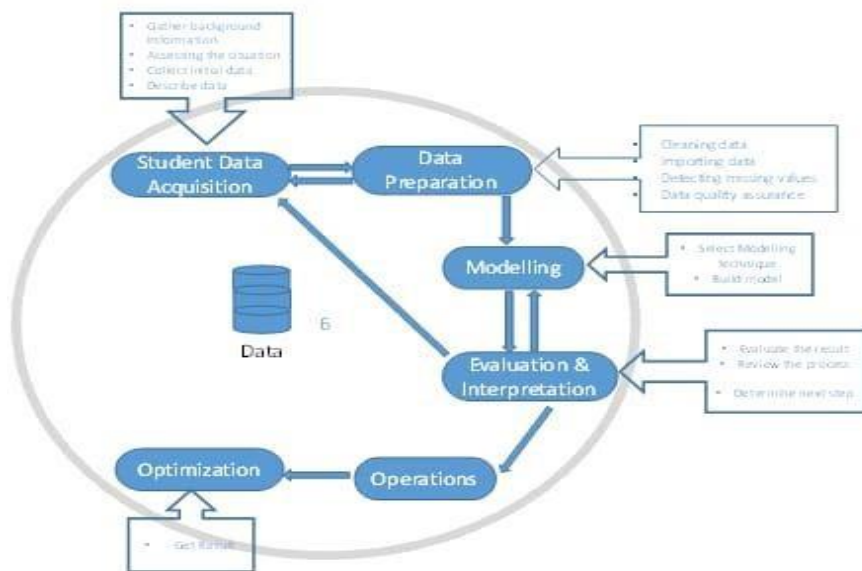 • Gather background
information
• Assessing the situation
• Collect initial data
• Describe data
Student Data
Acquisition
Data
Preparation
• Cleaning data
• Importing data
• Detecting missing values
• Data quality assurance
Modelling
• Select Modelling
technique
• Build model
6
Data
Evaluation &
Interpretation
• Evaluate the result
• Review the process
• Determine next step
Optimization
Operations
• Get Result